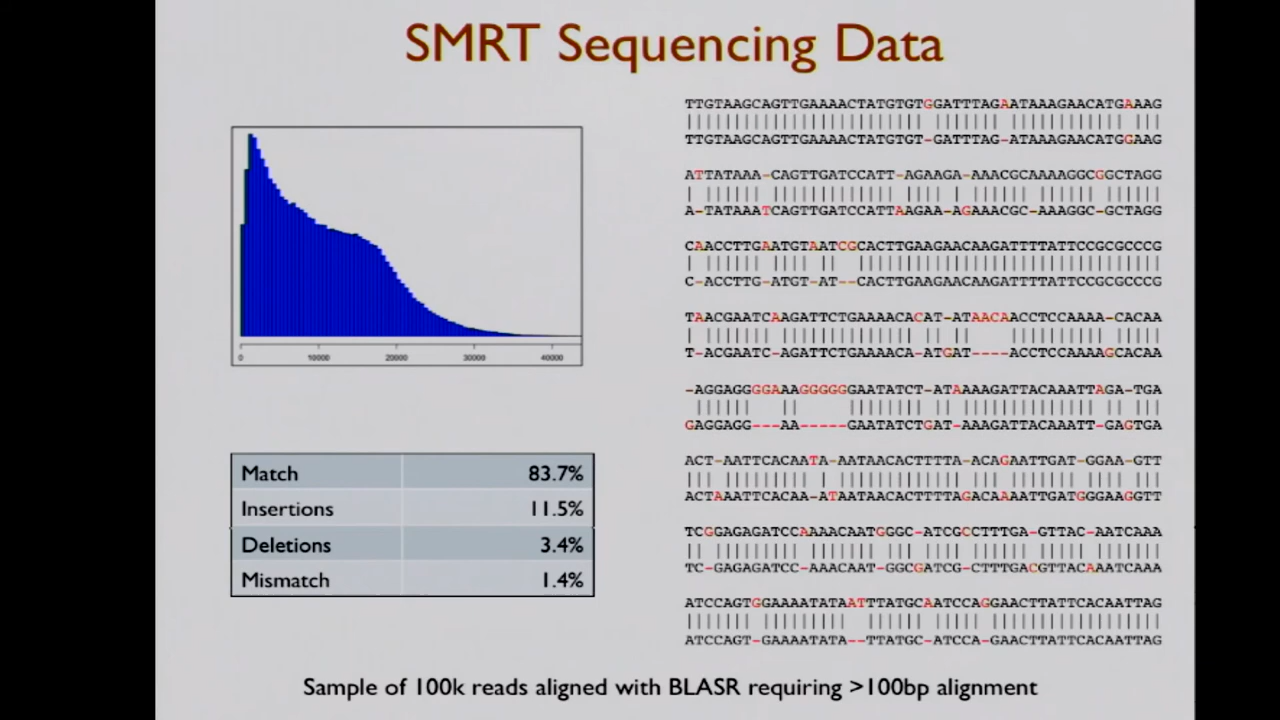 SMRT Sequencing Data
0 10000 20000 30000 40000
Match 83.7%
Insertions 11.5%
Deletions 3.4%
Mismatch 1.4%
TTGTAAGCAGTTGAAAACTATGTGTGGATTTAGAATAAAGAACATGAAAG
TTGTAAGCAGTTGAAAACTATGTGT-GATTTAG-ATAAAGAACATGGAAG
ATTATAAA-CAGTTGATCCATT-AGAAGA-AAACGCAAAAGGCGGCTAGG
A-TATAAATCAGTTGATCCATTAAGAA-AGAAACGC-AAAGGC-GCTAGG
CAACCTTGAATGTAATCGCACTTGAAGAACAAGATTTTATTCCGCGCCCG
C-ACCTTG-ATGT-AT--CACTTGAAGAACAAGATTTTATTCCGCGCCCG
TAACGAATCAAGATTCTGAAAACACAT-ATAACAACCTCCAAAA-CACAA
T-ACGAATC-AGATTCTGAAAACA-ATGAT----ACCTCCAAAAGCACAA
-AGGAGGGGAAAGGGGGGAATATCT-ATAAAAGATTACAAATTAGA-TGA
GAGGAGG---AA-----GAATATCTGAT-AAAGATTACAAATT-GAGTGA
ACT-AATTCACAATA-AATAACACTTTTA-ACAGAATTGAT-GGAA-GTT
ACTAAATTCACAA-ATAATAACACTTTTAGACAAAATTGATGGGAAGGTT
TCGGAGAGATCCAAAACAATGGGC-ATCGCCTTTGA-GTTAC-AATCAAA
TC-GAGAGATCC-AAACAAT-GGCGATCG-CTTTGACGTTACAAATCAAA
ATCCAGTGGAAAATATAATTTATGCAATCCAGGAACTTATTCACAATTAG
ATCCAGT-GAAAATATA--TTATGC-ATCCA-GAACTTATTCACAATTAG
Sample of 100k reads aligned with BLASR requiring >100bp alignment